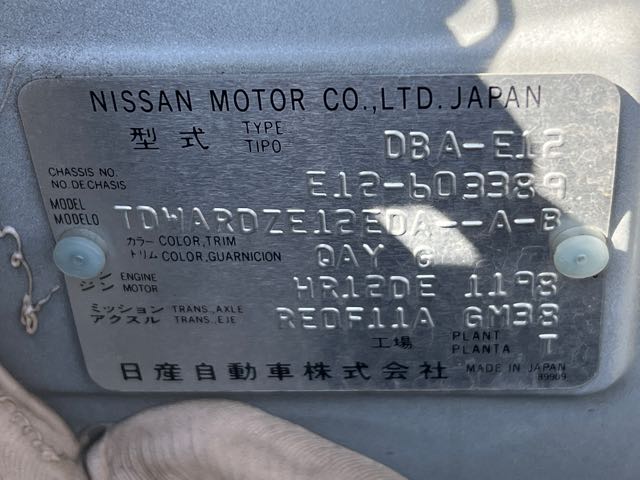 NISSAN MOTOR CO.,LTD. JAPAN
型式 TYPE TIPO DBA-E12
CHASSIS NO. NO. DE CHASIS E12-603389
MODEL MODELO TDWARDZE12EDA--A-B
カラー COLOR,TRIM トリム COLOR,GUARNICION QAY G
ン ENGINE ジン MOTOR HR12DE 1198
ミッション TRANS.,AXLE アクスル TRANS.,EJE RE0F11A GM38
工場 PLANT PLANTA T
日産自動車株式会社 MADE IN JAPAN
89909